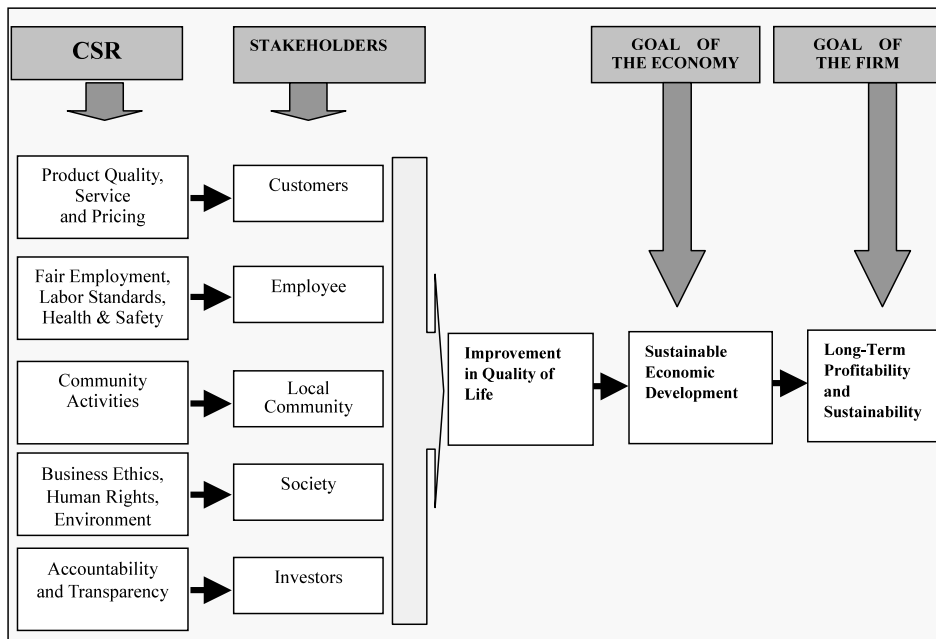 CSR
STAKEHOLDERS
GOAL OF
THE ECONOMY
GOAL OF
THE FIRM
Product Quality,
Service
and Pricing
Customers
Fair Employment,
Labor Standards,
Health & Safety
Employee
Community
Activities
Local
Community
Business Ethics,
Human Rights,
Environment
Society
Accountability
and Transparency
Investors
Improvement
in Quality of
Life
Sustainable
Economic
Development
Long-Term
Profitability
and
Sustainability